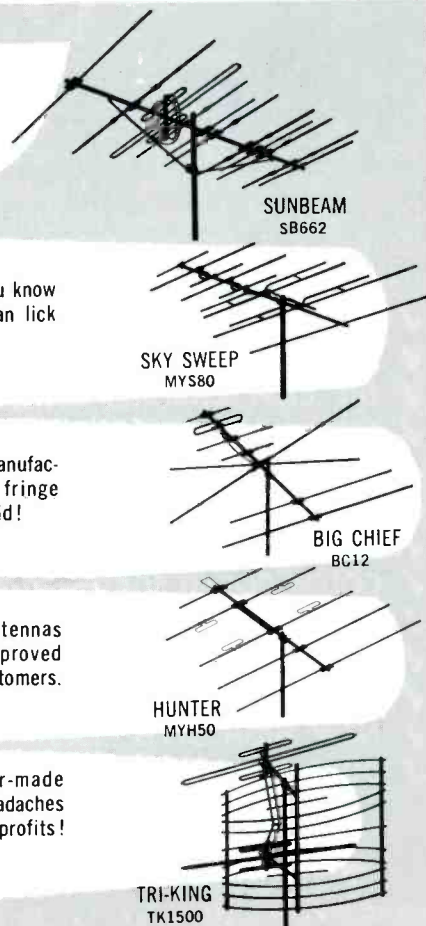 SUNBEAM
SB662
know
an lick
SKY SWEEP
MYS80
anufac-
fringe
BIG CHIEF
BC12
tennas
proved
tomers.
HUNTER
MYH50
r-made
adaches
profits!
TRI-KING
TK1500